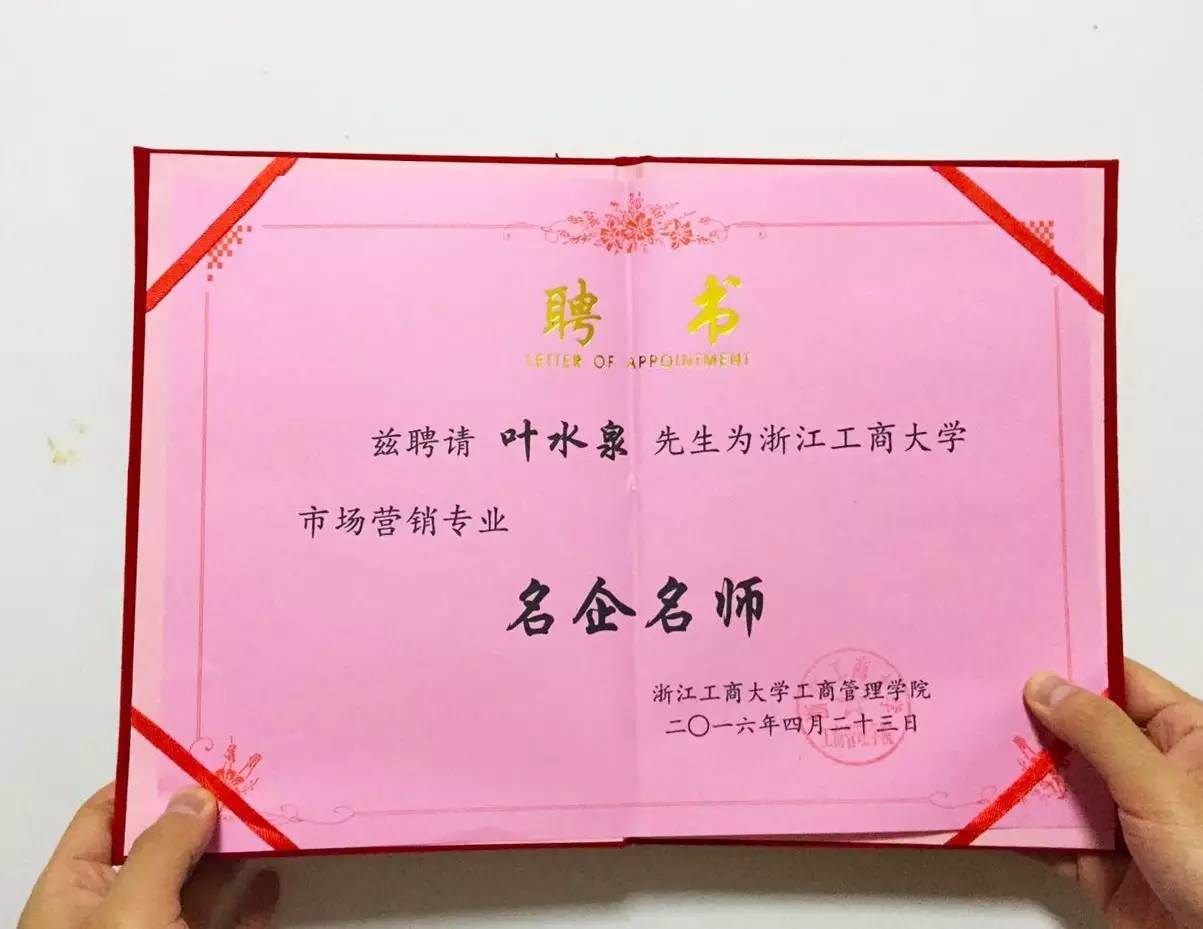 聘 书
LETTER OF APPOINTMENT
兹聘请 叶水泉 先生为浙江工商大学
市场营销专业
名企名师
浙江工商大学工商管理学院
二〇一六年四月二十三日